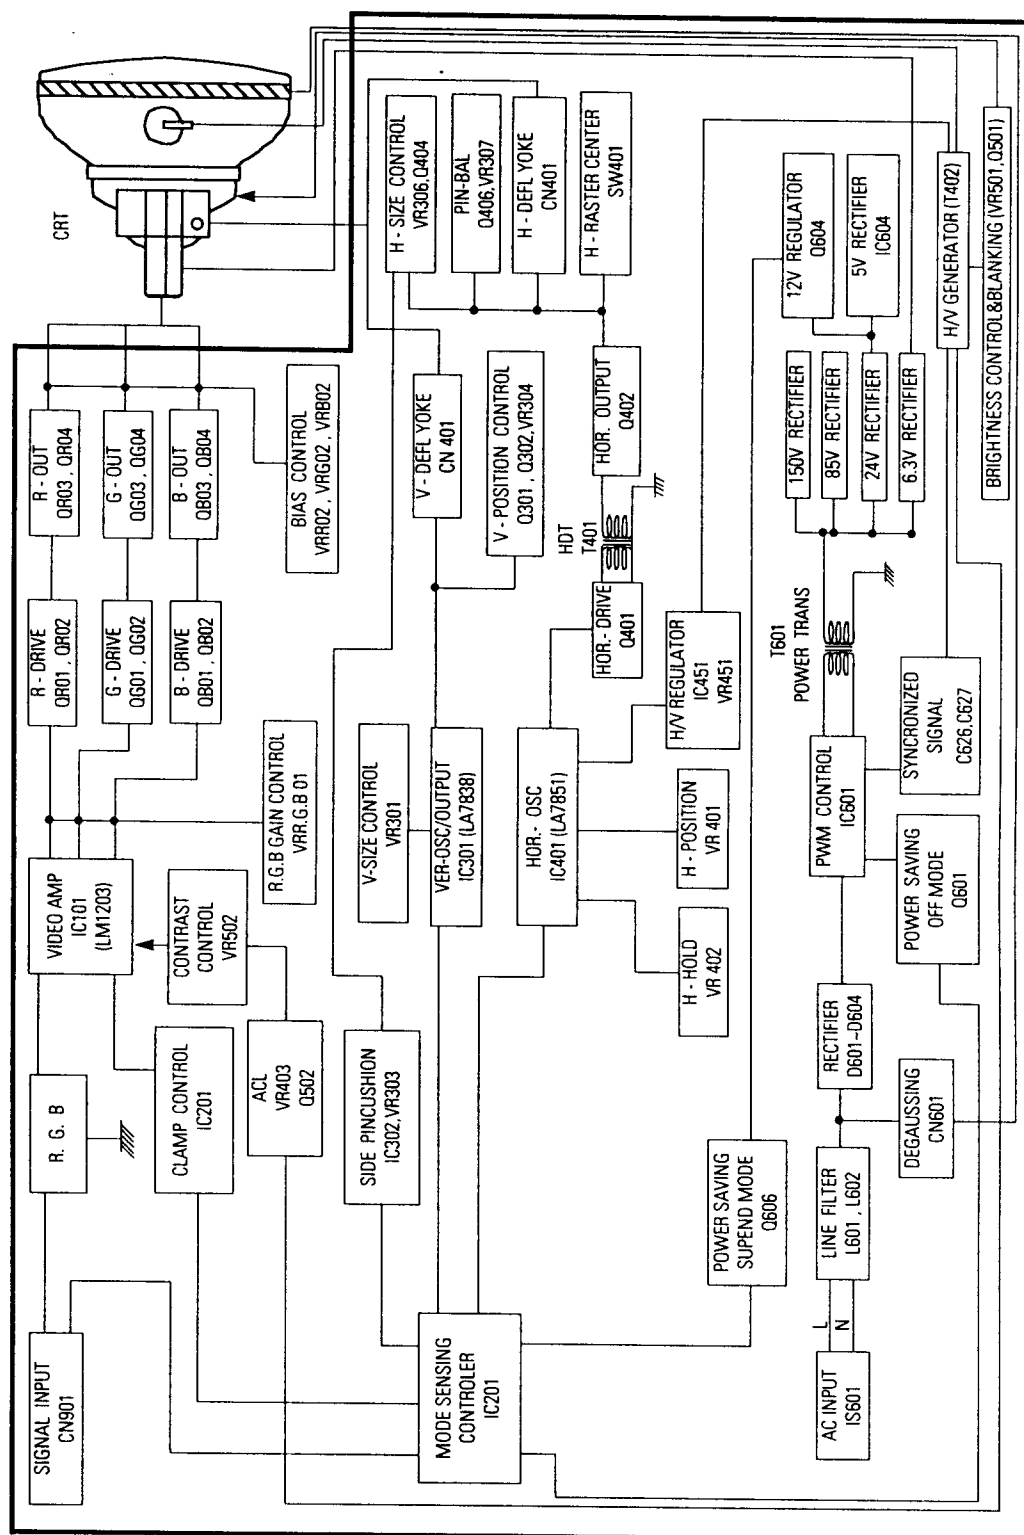 CRT
SIGNAL INPUT
CN901
R. G. B
VIDEO AMP
IC101
(LM1203)
R - DRIVE
QR01 , QR02
R - OUT
QR03 , QR04
G - DRIVE
QG01 , QG02
G - OUT
QG03 , QG04
B - DRIVE
QB01 , QB02
B - OUT
QB03 , QB04
CLAMP CONTROL
IC201
CONTRAST
CONTROL
VR502
R.G.B GAIN CONTROL
VRR.G.B 01
BIAS CONTROL
VRR02 , VRG02 , VRB02
ACL
VR403
Q502
SIDE PINCUSHION
IC302,VR303
V-SIZE CONTROL
VR301
V - DEFL YOKE
CN 401
H - SIZE CONTROL
VR306,Q404
PIN-BAL
Q406,VR307
H - DEFL YOKE
CN401
H - RASTER CENTER
SW401
MODE SENSING
CONTROLER
IC201
VER-OSC/OUTPUT
IC301 (LA7838)
V - POSITION CONTROL
Q301 , Q302,VR304
HOR.- OSC
IC401 (LA7851)
HOR.- DRIVE
Q401
HDT
T401
HOR. OUTPUT
Q402
H - HOLD
VR 402
H - POSITION
VR 401
H/V REGULATOR
IC451
VR451
POWER SAVING
SUPEND MODE
Q606
12V REGULATOR
Q604
5V RECTIFIER
IC604
AC INPUT
IS601
L
N
LINE FILTER
L601 , L602
RECTIFIER
D601~D604
PWM CONTROL
IC601
T601
POWER TRANS
150V RECTIFIER
85V RECTIFIER
24V RECTIFIER
6.3V RECTIFIER
DEGAUSSING
CN601
POWER SAVING
OFF MODE
Q601
SYNCRONIZED
SIGNAL
C626,C627
H/V GENERATOR (T402)
BRIGHTNESS CONTROL&BLANKING (VR501, Q501)